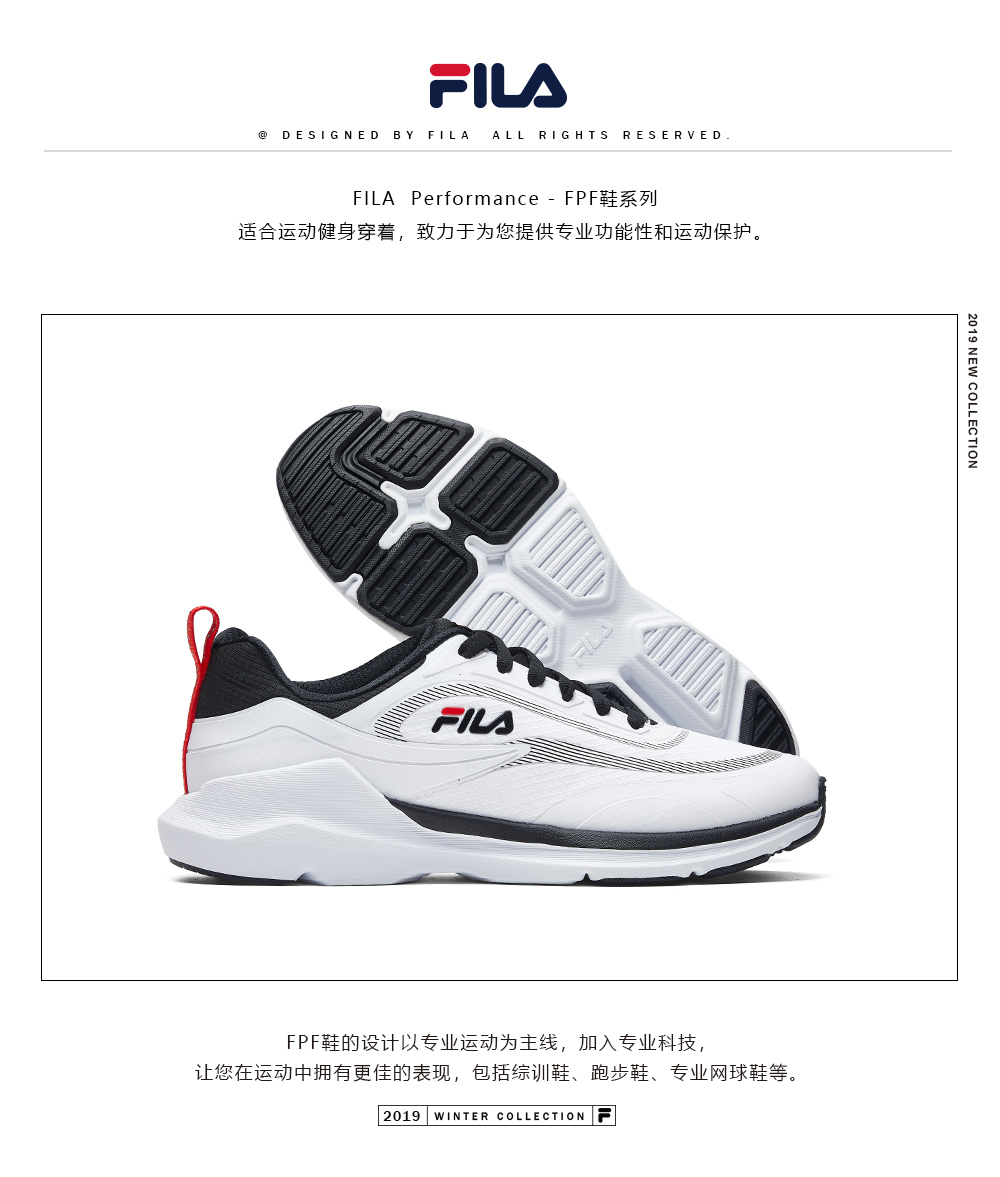 FILA
@ DESIGNED BY FILA ALL RIGHTS RESERVED.
FILA Performance - FPF鞋系列
适合运动健身穿着，致力于为您提供专业功能性和运动保护。
2019 NEW COLLECTION
FILA
FILA
FPF鞋的设计以专业运动为主线，加入专业科技，
让您在运动中拥有更佳的表现，包括综训鞋、跑步鞋、专业网球鞋等。
2019 WINTER COLLECTION F